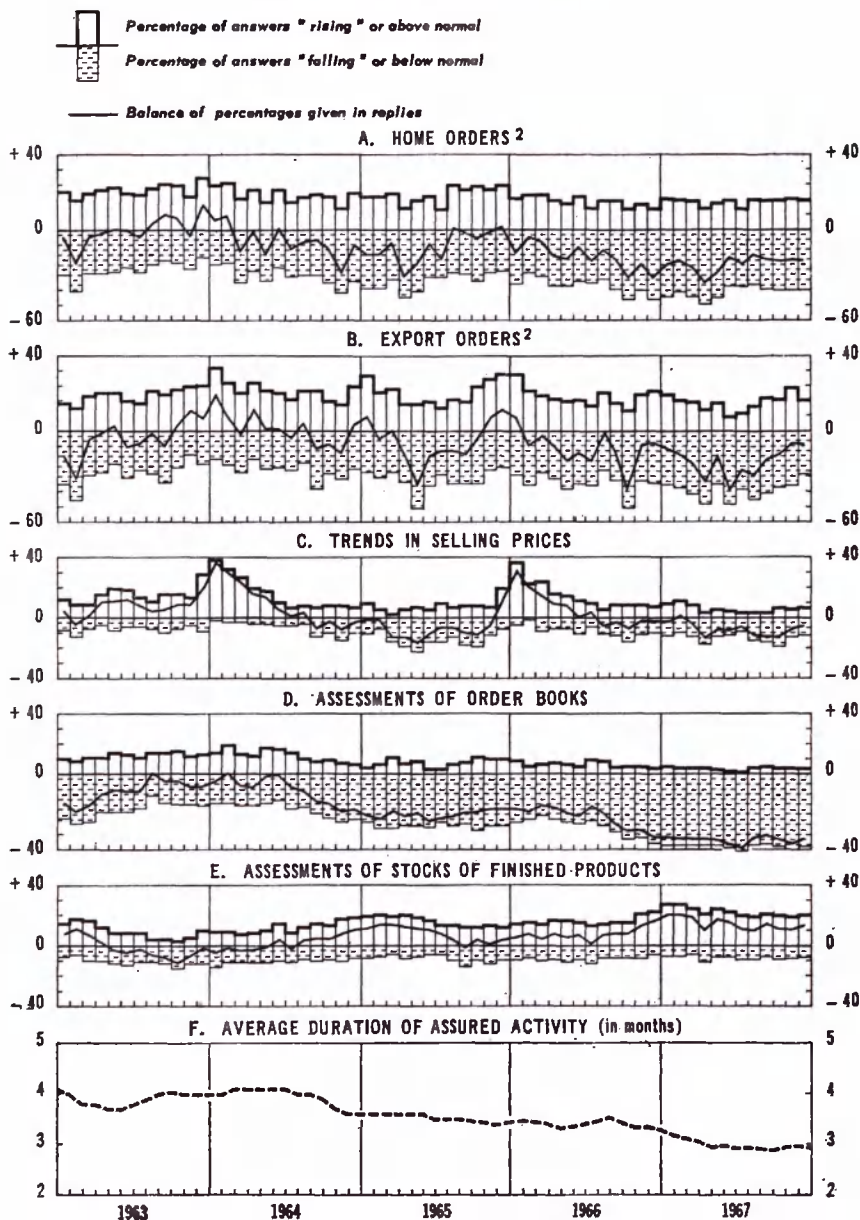 Percentage of answers " rising " or above normal
Percentage of answers " falling " or below normal
Balance of percentages given in replies
A. HOME ORDERS 2
+ 40 + 40
0 0
- 60 - 60
B. EXPORT ORDERS 2
+ 40 + 40
0 0
- 60 - 60
C. TRENDS IN SELLING PRICES
+ 40 + 40
0 0
- 40 - 40
D. ASSESSMENTS OF ORDER BOOKS
+ 40 + 40
0 0
- 40 - 40
E. ASSESSMENTS OF STOCKS OF FINISHED PRODUCTS
+ 40 + 40
0 0
- 40 - 40
F. AVERAGE DURATION OF ASSURED ACTIVITY (in months)
5 5
4 4
3 3
2 2
1963 1964 1965 1966 1967